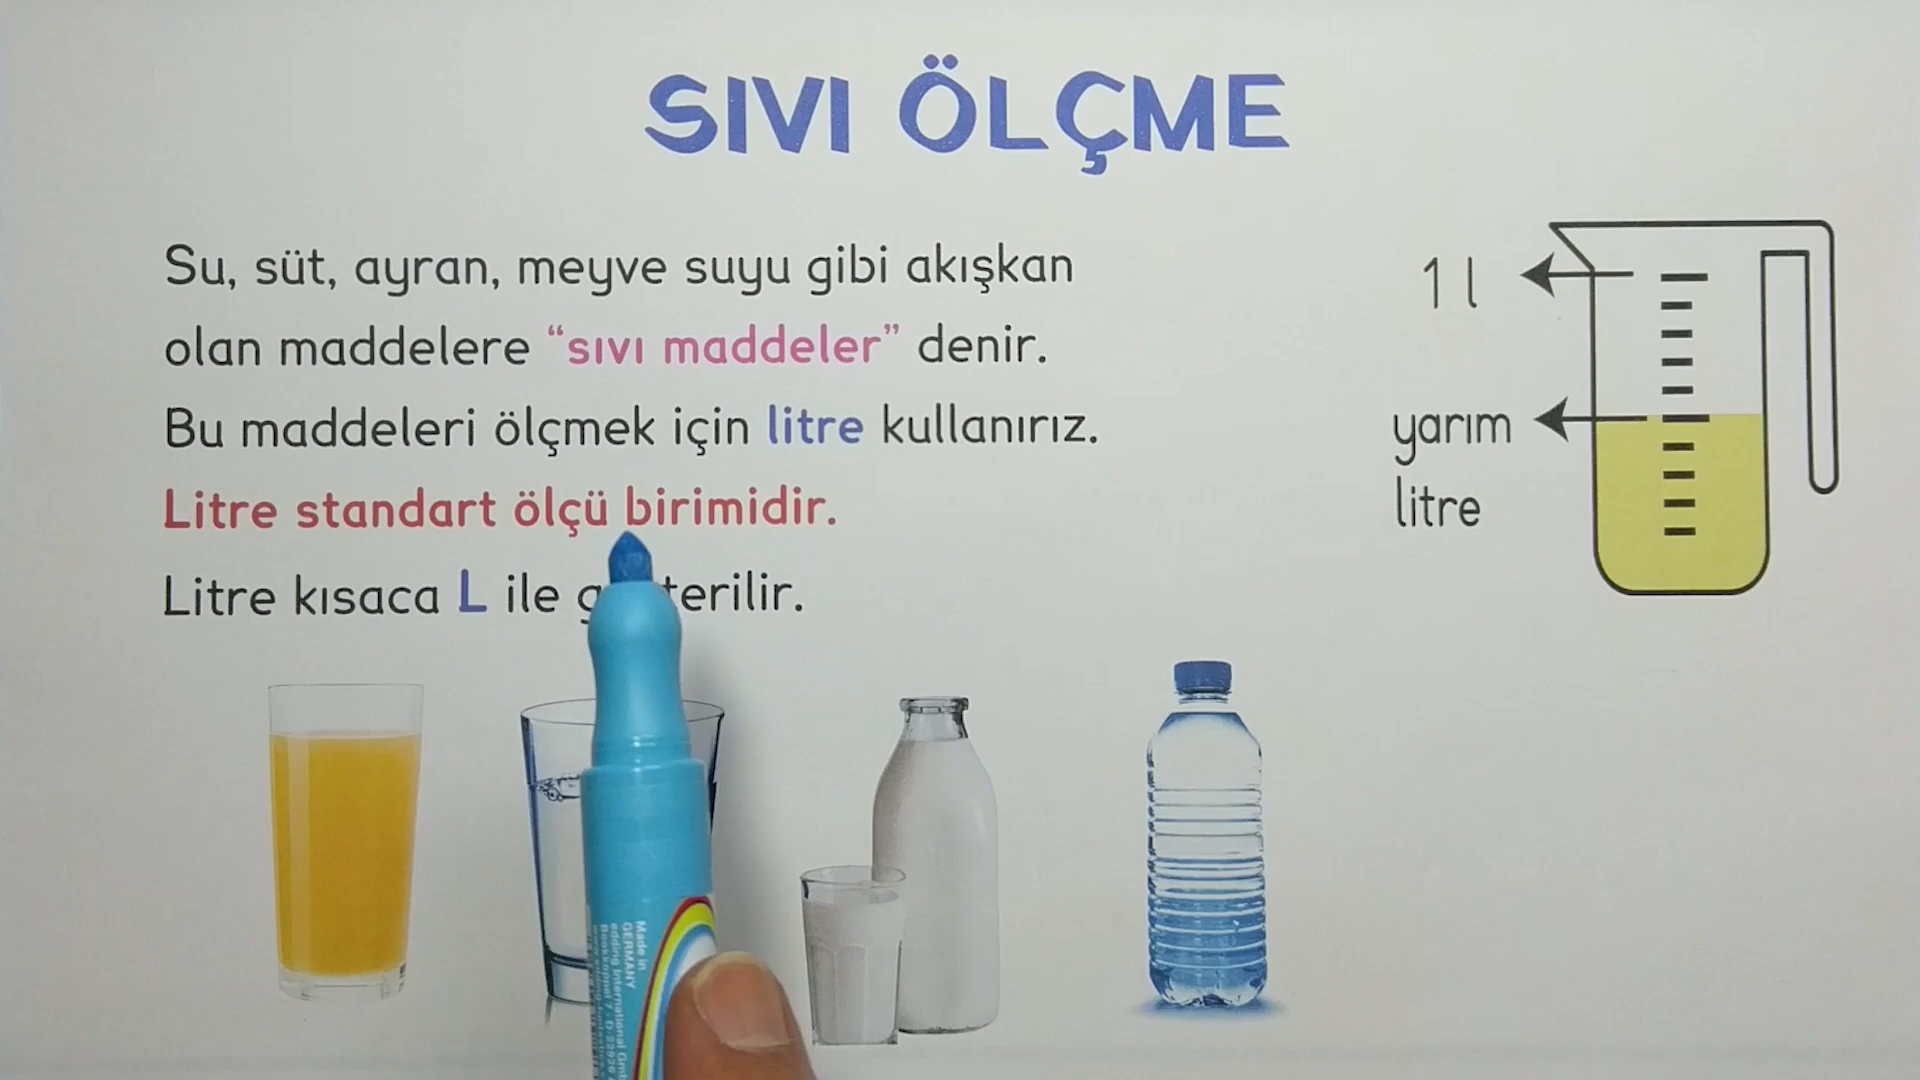 SIVI ÖLÇME
Su, süt, ayran, meyve suyu gibi akışkan
olan maddelere “sıvı maddeler” denir.
Bu maddeleri ölçmek için litre kullanırız.
Litre standart ölçü birimidir.
Litre kısaca L ile
1 l
yarım
litre
Made in
GERMANY